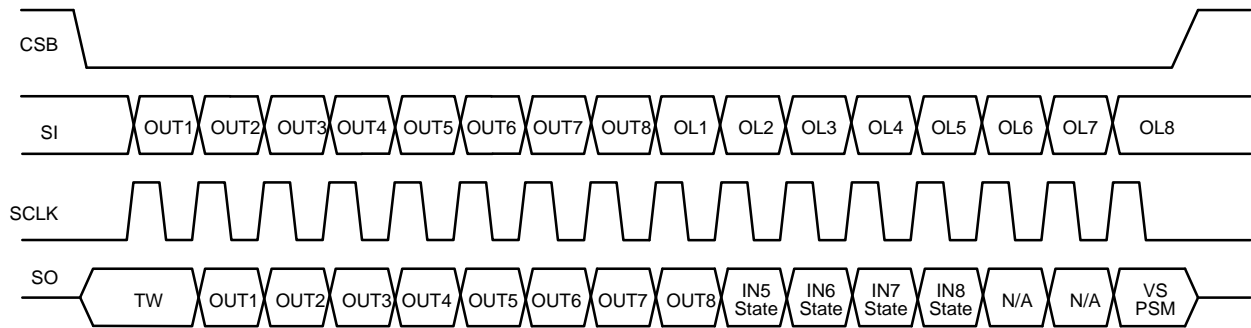 CSB
SI OUT1 OUT2 OUT3 OUT4 OUT5 OUT6 OUT7 OUT8 OL1 OL2 OL3 OL4 OL5 OL6 OL7 OL8
SCLK
SO TW OUT1 OUT2 OUT3 OUT4 OUT5 OUT6 OUT7 OUT8 IN5 State IN6 State IN7 State IN8 State N/A N/A VS PSM